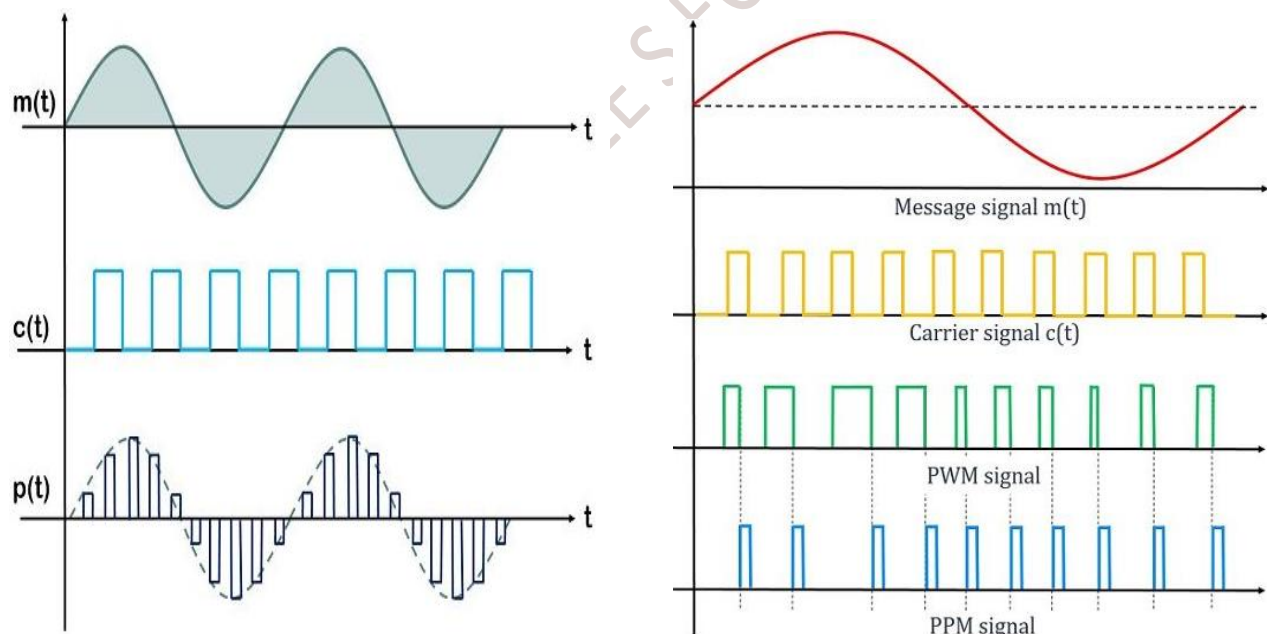 m(t)
t
c(t)
t
p(t)
t
Message signal m(t)
Carrier signal c(t)
PWM signal
PPM signal